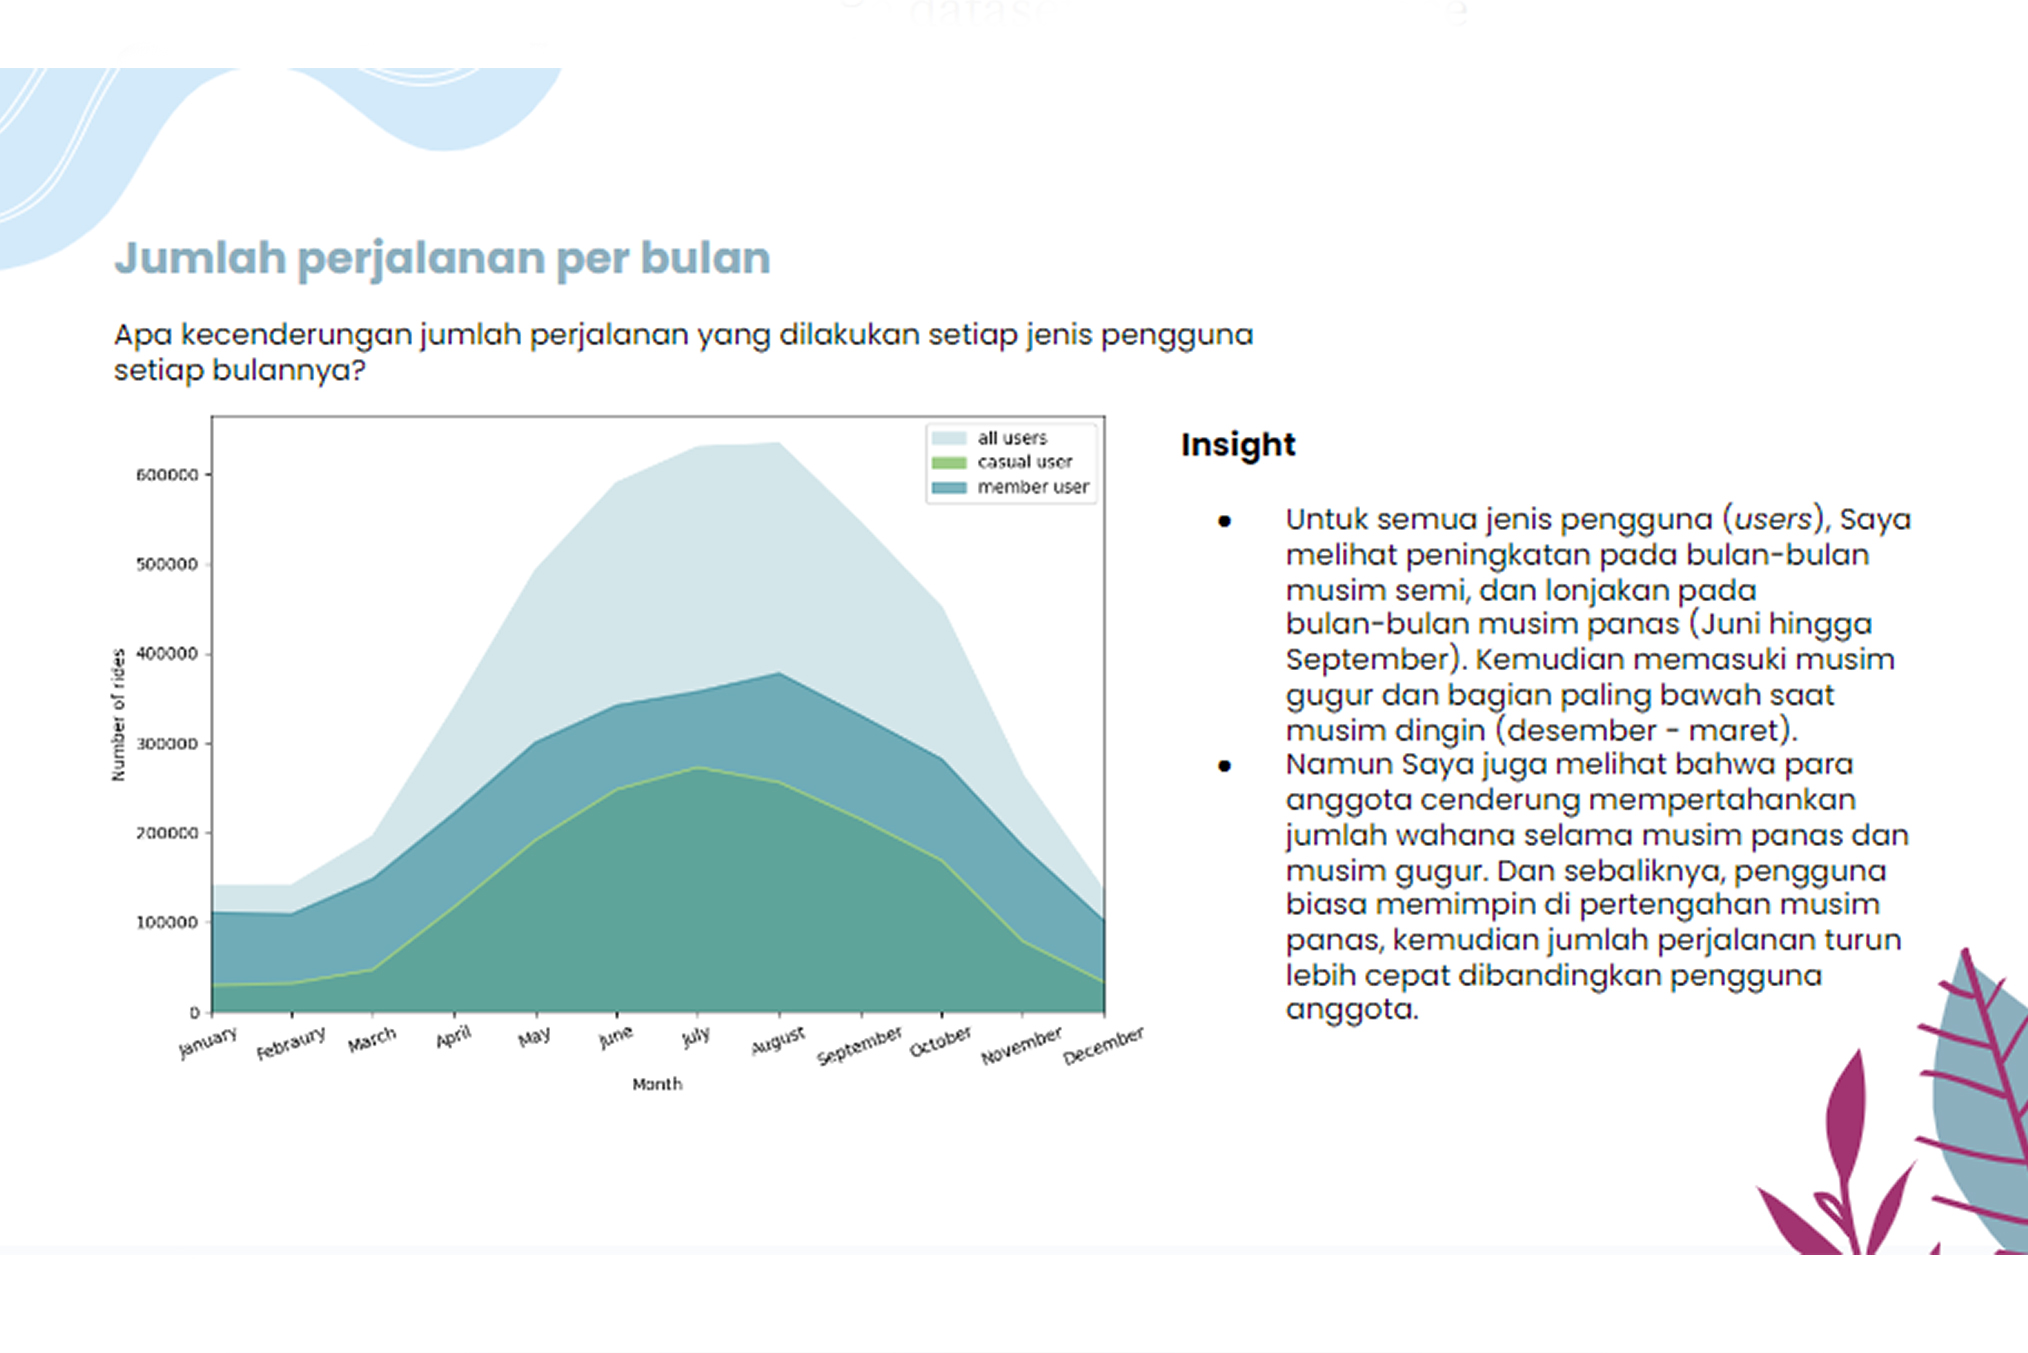 Jumlah perjalanan per bulan
Apa kecenderungan jumlah perjalanan yang dilakukan setiap jenis pengguna
setiap bulannya?
all users
casual user
member user
600000
500000
400000
300000
200000
100000
0
Number of rides
January
Febraury
March
April
May
June
July
August
September
October
November
December
Month
Insight
● Untuk semua jenis pengguna (users), Saya
melihat peningkatan pada bulan-bulan
musim semi, dan lonjakan pada
bulan-bulan musim panas (Juni hingga
September). Kemudian memasuki musim
gugur dan bagian paling bawah saat
musim dingin (desember - maret).
● Namun Saya juga melihat bahwa para
anggota cenderung mempertahankan
jumlah wahana selama musim panas dan
musim gugur. Dan sebaliknya, pengguna
biasa memimpin di pertengahan musim
panas, kemudian jumlah perjalanan turun
lebih cepat dibandingkan pengguna
anggota.